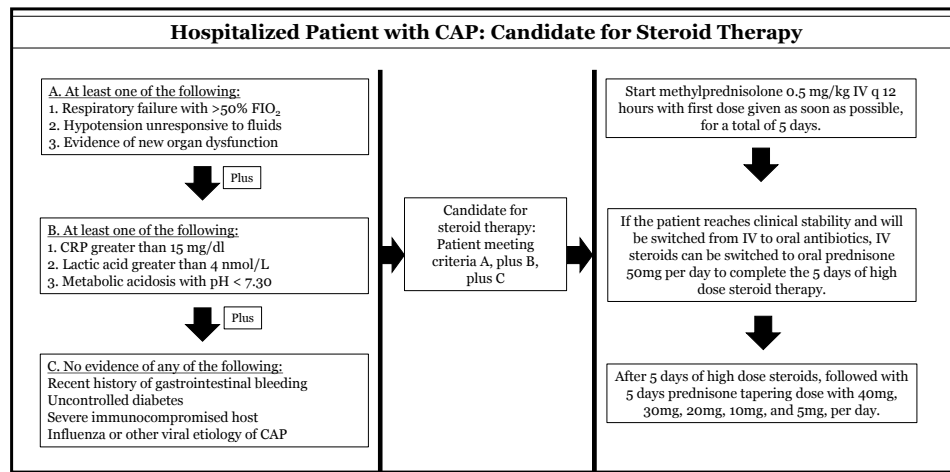 Hospitalized Patient with CAP: Candidate for Steroid Therapy
A. At least one of the following:
1. Respiratory failure with >50% FIO₂
2. Hypotension unresponsive to fluids
3. Evidence of new organ dysfunction
Plus
B. At least one of the following:
1. CRP greater than 15 mg/dl
2. Lactic acid greater than 4 nmol/L
3. Metabolic acidosis with pH < 7.30
Plus
C. No evidence of any of the following:
Recent history of gastrointestinal bleeding
Uncontrolled diabetes
Severe immunocompromised host
Influenza or other viral etiology of CAP
Candidate for
steroid therapy:
Patient meeting
criteria A, plus B,
plus C
Start methylprednisolone 0.5 mg/kg IV q 12
hours with first dose given as soon as possible,
for a total of 5 days.
If the patient reaches clinical stability and will
be switched from IV to oral antibiotics, IV
steroids can be switched to oral prednisone
50mg per day to complete the 5 days of high
dose steroid therapy.
After 5 days of high dose steroids, followed with
5 days prednisone tapering dose with 40mg,
30mg, 20mg, 10mg, and 5mg, per day.